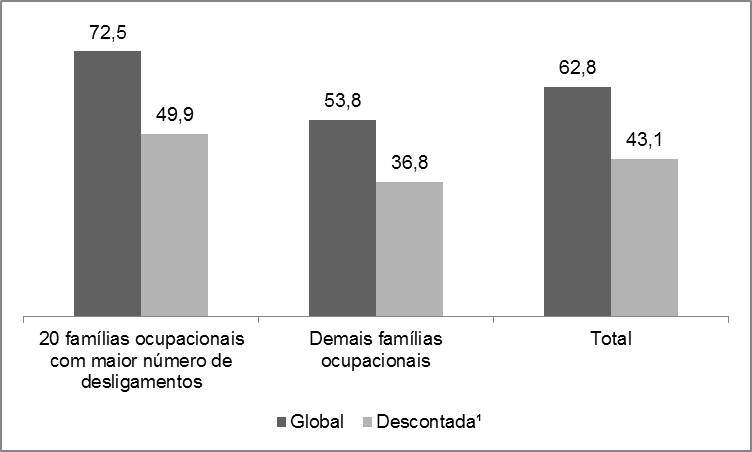 72,5
49,9
53,8
36,8
62,8
43,1
20 famílias ocupacionais
com maior número de
desligamentos
Demais famílias
ocupacionais
Total
Global
Descontada¹